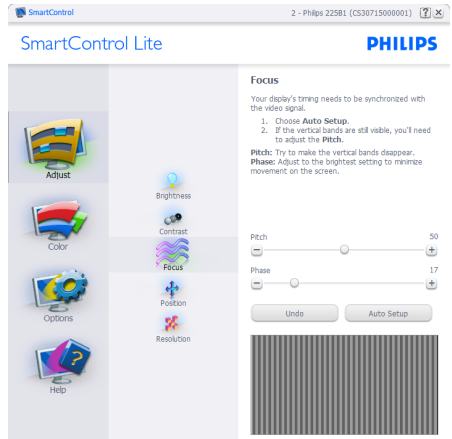 SmartControl
2 - Philips 225B1 (CS30715000001) ? ×
SmartControl Lite
PHILIPS
Adjust
Color
Options
Help
Brightness
Contrast
Focus
Position
Resolution
Focus
Your display's timing needs to be synchronized with
the video signal.
1. Choose Auto Setup.
2. If the vertical bands are still visible, you'll need
to adjust the Pitch.
Pitch: Try to make the vertical bands disappear.
Phase: Adjust to the brightest setting to minimize
movement on the screen.
Pitch 50
Phase 17
Undo Auto Setup